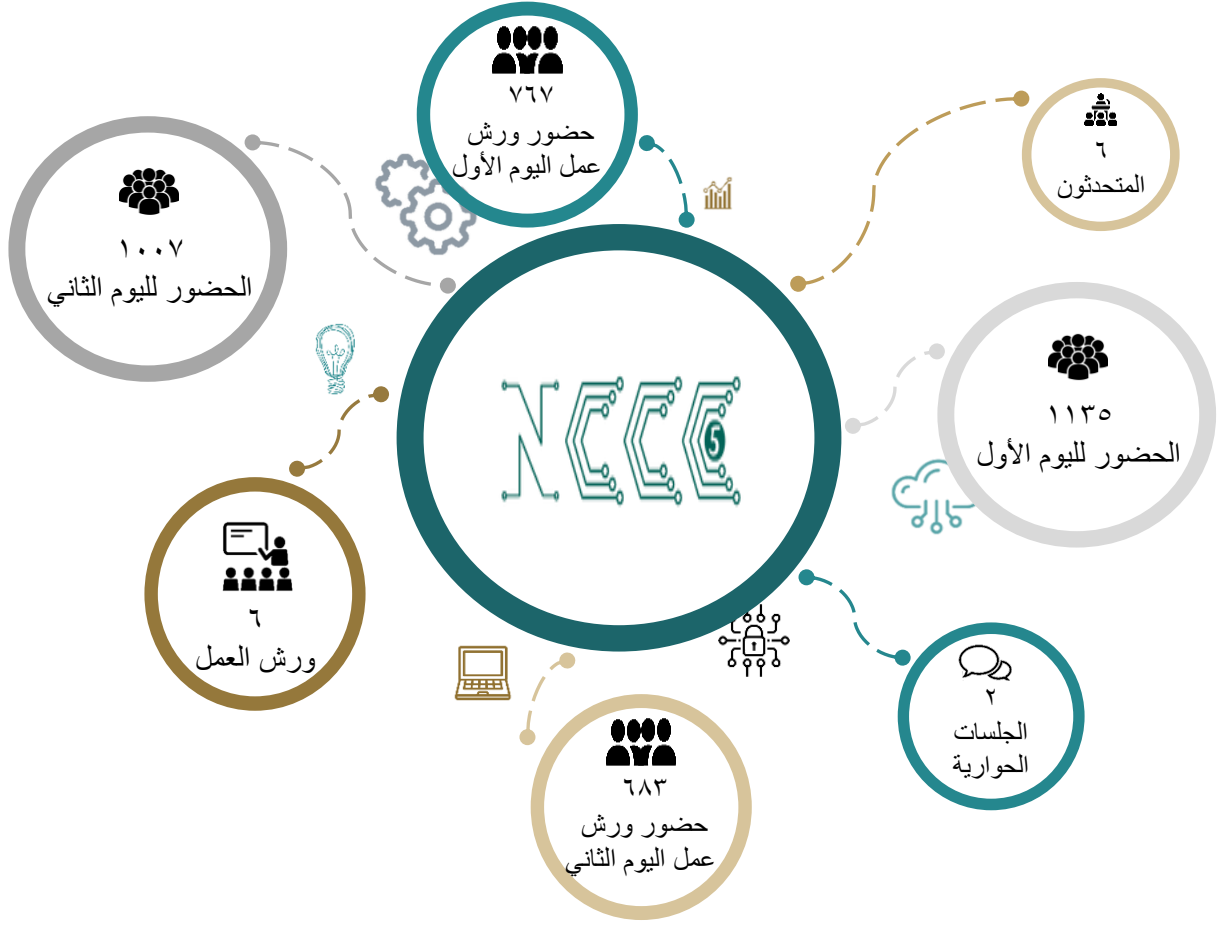 ٧٦٧
حضور ورش
عمل اليوم الأول
٦
المتحدثون
١٠٠٧
الحضور لليوم الثاني
١١٣٥
الحضور لليوم الأول
NCCC
5
٦
ورش العمل
٢
الجلسات
الحوارية
٦٨٣
حضور ورش
عمل اليوم الثاني